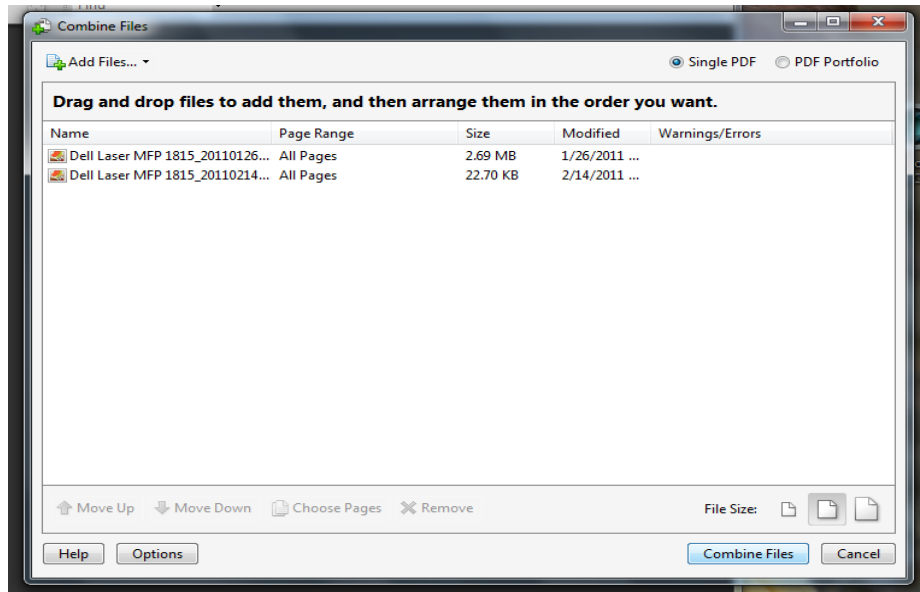 Find
Combine Files
Add Files... Single PDF PDF Portfolio
Drag and drop files to add them, and then arrange them in the order you want.
Name Page Range Size Modified Warnings/Errors
Dell Laser MFP 1815_20110126... All Pages 2.69 MB 1/26/2011 ...
Dell Laser MFP 1815_20110214... All Pages 22.70 KB 2/14/2011 ...
Move Up Move Down Choose Pages Remove File Size:
Help Options Combine Files Cancel